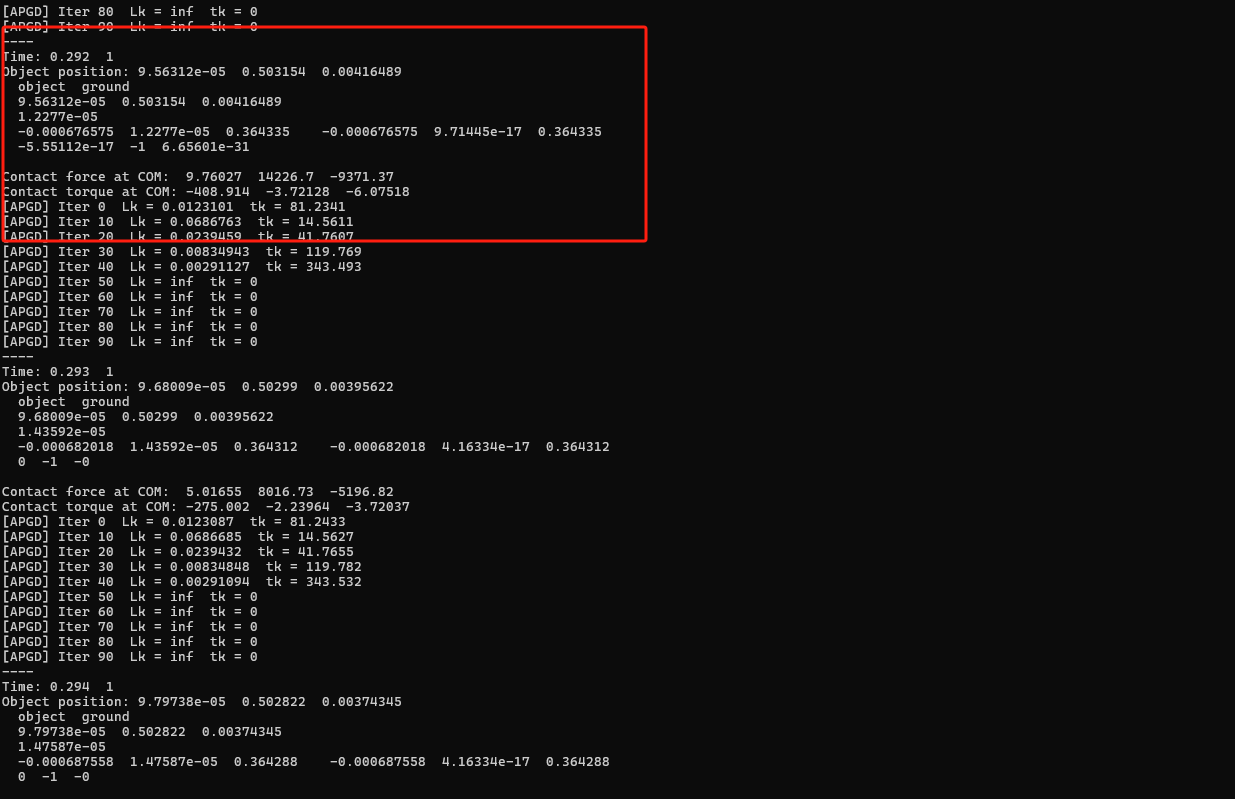 [APGD] Iter 80  Lk = inf  tk = 0
[APGD] Iter 90  Lk = inf  tk = 0
----
Time: 0.292  1
Object position: 9.56312e-05  0.503154  0.00416489
  object  ground
  9.56312e-05  0.503154  0.00416489
  1.2277e-05
  -0.000676575  1.2277e-05  0.364335    -0.000676575  9.71445e-17  0.364335
  -5.55112e-17  -1  6.65601e-31

Contact force at COM:  9.76027  14226.7  -9371.37
Contact torque at COM: -408.914  -3.72128  -6.07518
[APGD] Iter 0  Lk = 0.0123101  tk = 81.2341
[APGD] Iter 10  Lk = 0.0686763  tk = 14.5611
[APGD] Iter 20  Lk = 0.0239459  tk = 41.7607
[APGD] Iter 30  Lk = 0.00834943  tk = 119.769
[APGD] Iter 40  Lk = 0.00291127  tk = 343.493
[APGD] Iter 50  Lk = inf  tk = 0
[APGD] Iter 60  Lk = inf  tk = 0
[APGD] Iter 70  Lk = inf  tk = 0
[APGD] Iter 80  Lk = inf  tk = 0
[APGD] Iter 90  Lk = inf  tk = 0
----
Time: 0.293  1
Object position: 9.68009e-05  0.50299  0.00395622
  object  ground
  9.68009e-05  0.50299  0.00395622
  1.43592e-05
  -0.000682018  1.43592e-05  0.364312    -0.000682018  4.16334e-17  0.364312
  0  -1  -0

Contact force at COM:  5.01655  8016.73  -5196.82
Contact torque at COM: -275.002  -2.23964  -3.72037
[APGD] Iter 0  Lk = 0.0123087  tk = 81.2433
[APGD] Iter 10  Lk = 0.0686685  tk = 14.5627
[APGD] Iter 20  Lk = 0.0239432  tk = 41.7655
[APGD] Iter 30  Lk = 0.00834848  tk = 119.782
[APGD] Iter 40  Lk = 0.00291094  tk = 343.532
[APGD] Iter 50  Lk = inf  tk = 0
[APGD] Iter 60  Lk = inf  tk = 0
[APGD] Iter 70  Lk = inf  tk = 0
[APGD] Iter 80  Lk = inf  tk = 0
[APGD] Iter 90  Lk = inf  tk = 0
----
Time: 0.294  1
Object position: 9.79738e-05  0.502822  0.00374345
  object  ground
  9.79738e-05  0.502822  0.00374345
  1.47587e-05
  -0.000687558  1.47587e-05  0.364288    -0.000687558  4.16334e-17  0.364288
  0  -1  -0